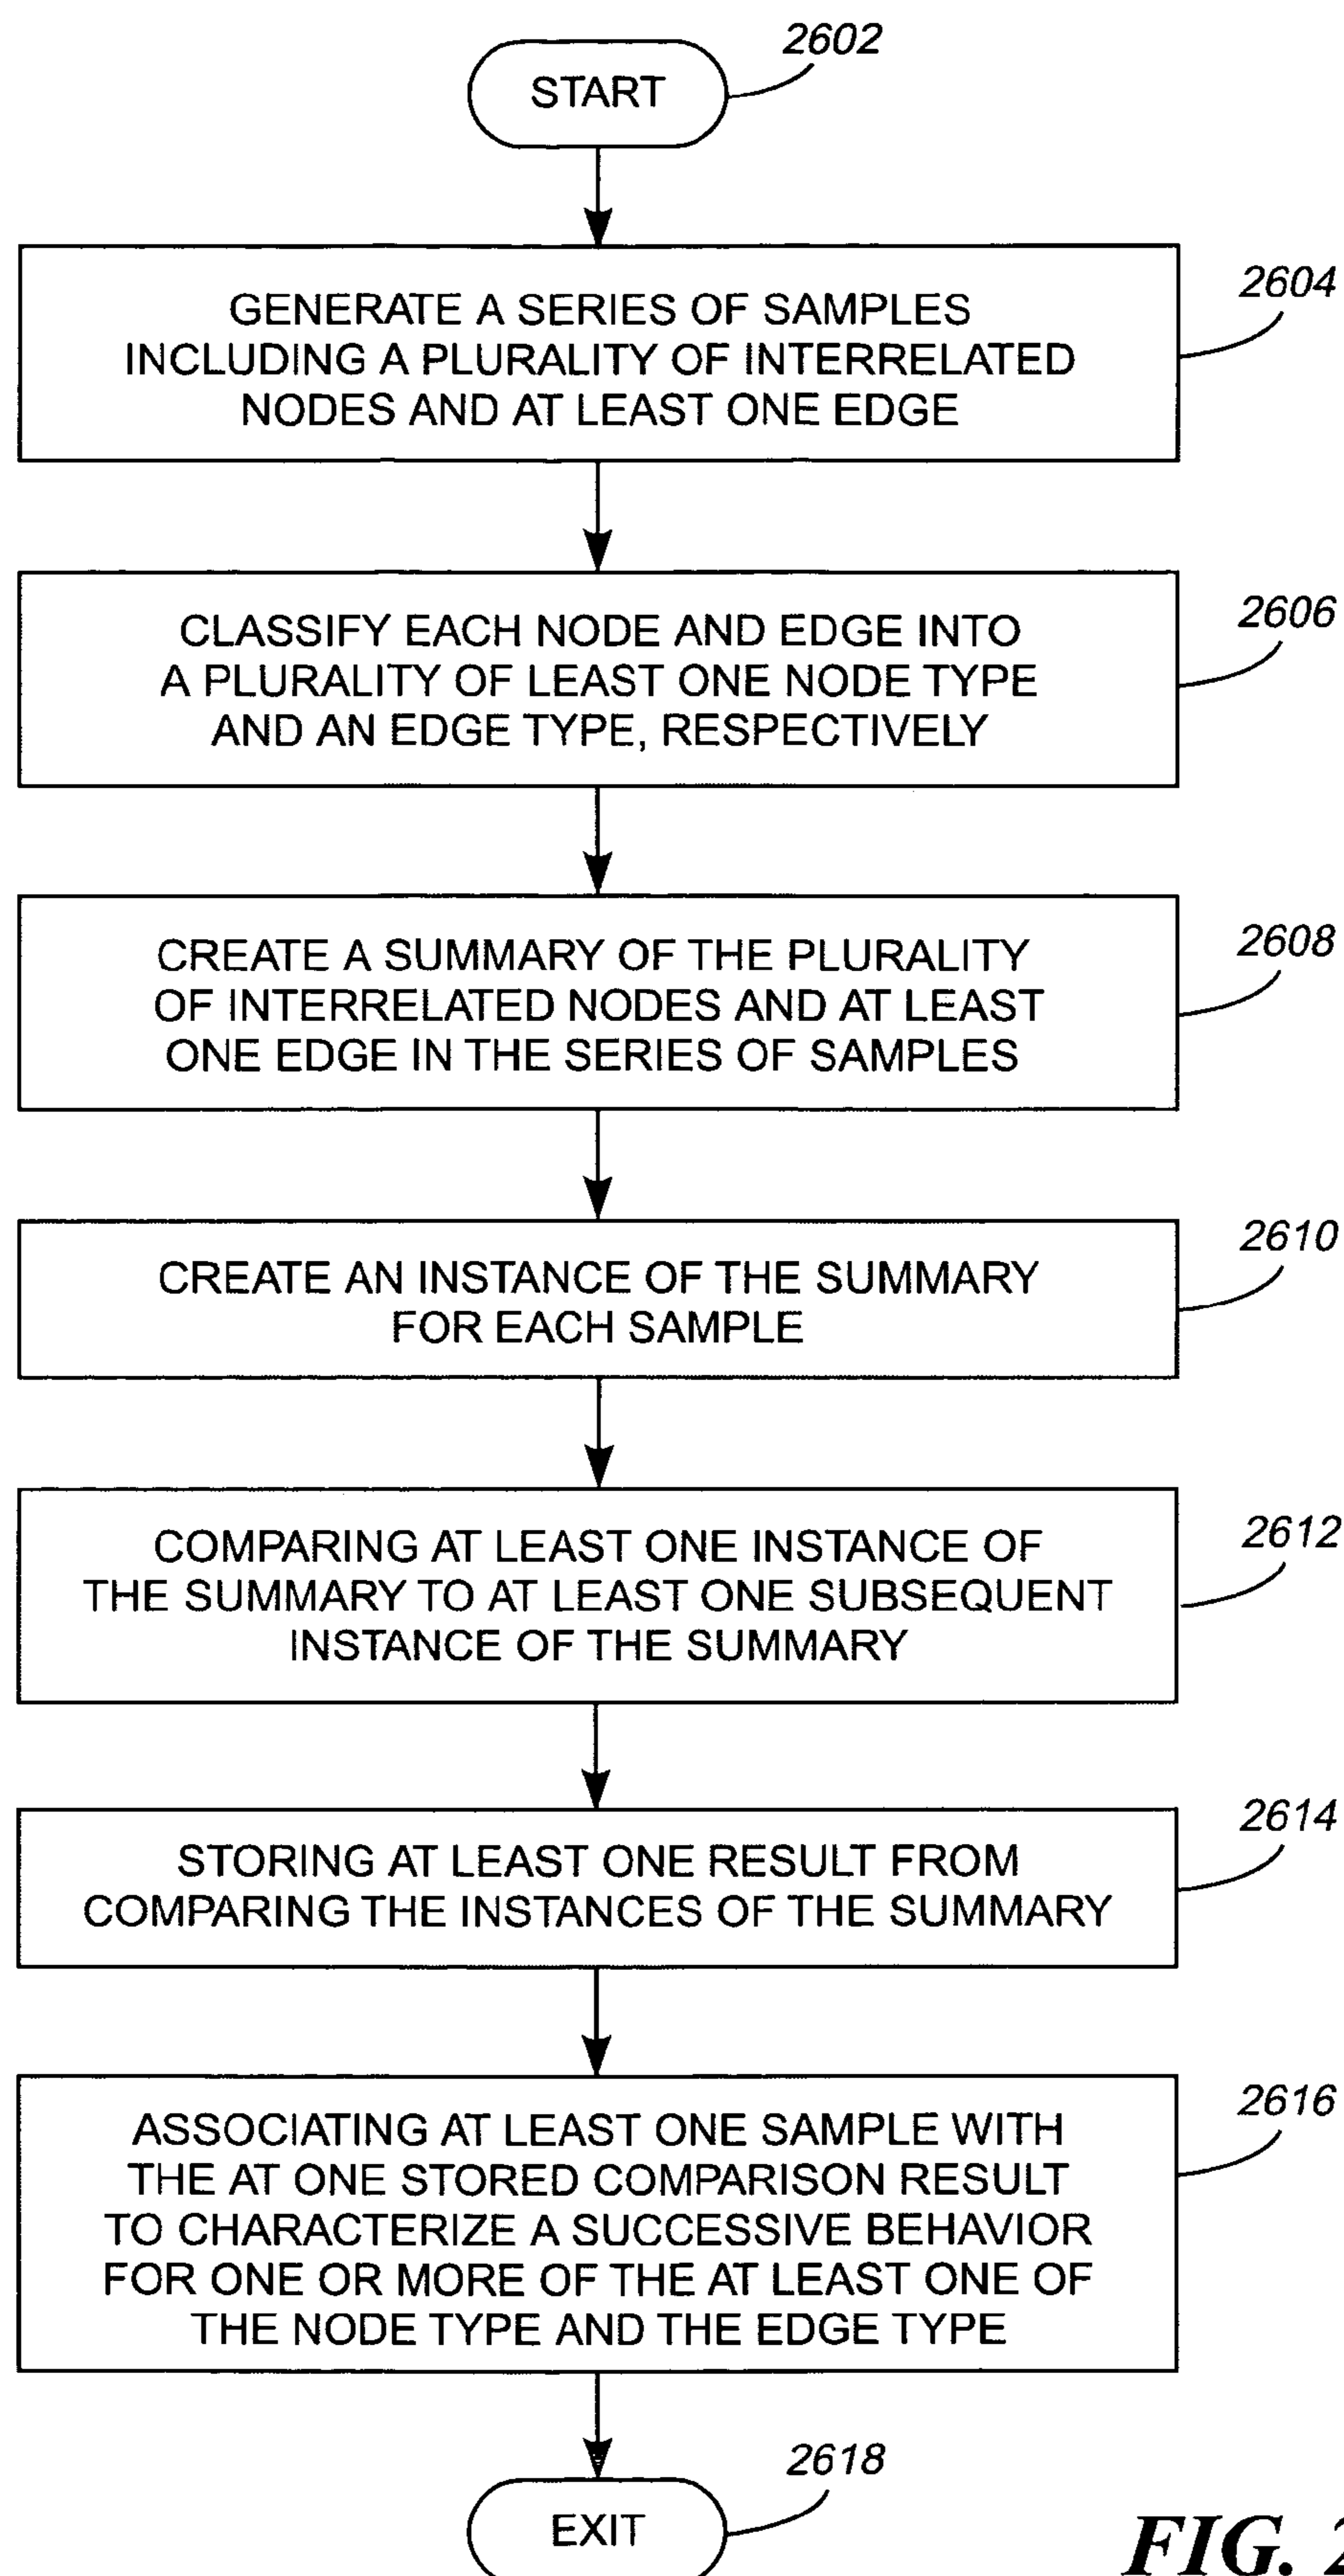 2602
START
2604
GENERATE A SERIES OF SAMPLES
INCLUDING A PLURALITY OF INTERRELATED
NODES AND AT LEAST ONE EDGE
2606
CLASSIFY EACH NODE AND EDGE INTO
A PLURALITY OF LEAST ONE NODE TYPE
AND AN EDGE TYPE, RESPECTIVELY
2608
CREATE A SUMMARY OF THE PLURALITY
OF INTERRELATED NODES AND AT LEAST
ONE EDGE IN THE SERIES OF SAMPLES
2610
CREATE AN INSTANCE OF THE SUMMARY
FOR EACH SAMPLE
2612
COMPARING AT LEAST ONE INSTANCE OF
THE SUMMARY TO AT LEAST ONE SUBSEQUENT
INSTANCE OF THE SUMMARY
2614
STORING AT LEAST ONE RESULT FROM
COMPARING THE INSTANCES OF THE SUMMARY
2616
ASSOCIATING AT LEAST ONE SAMPLE WITH
THE AT ONE STORED COMPARISON RESULT
TO CHARACTERIZE A SUCCESSIVE BEHAVIOR
FOR ONE OR MORE OF THE AT LEAST ONE OF
THE NODE TYPE AND THE EDGE TYPE
2618
EXIT
FIG.